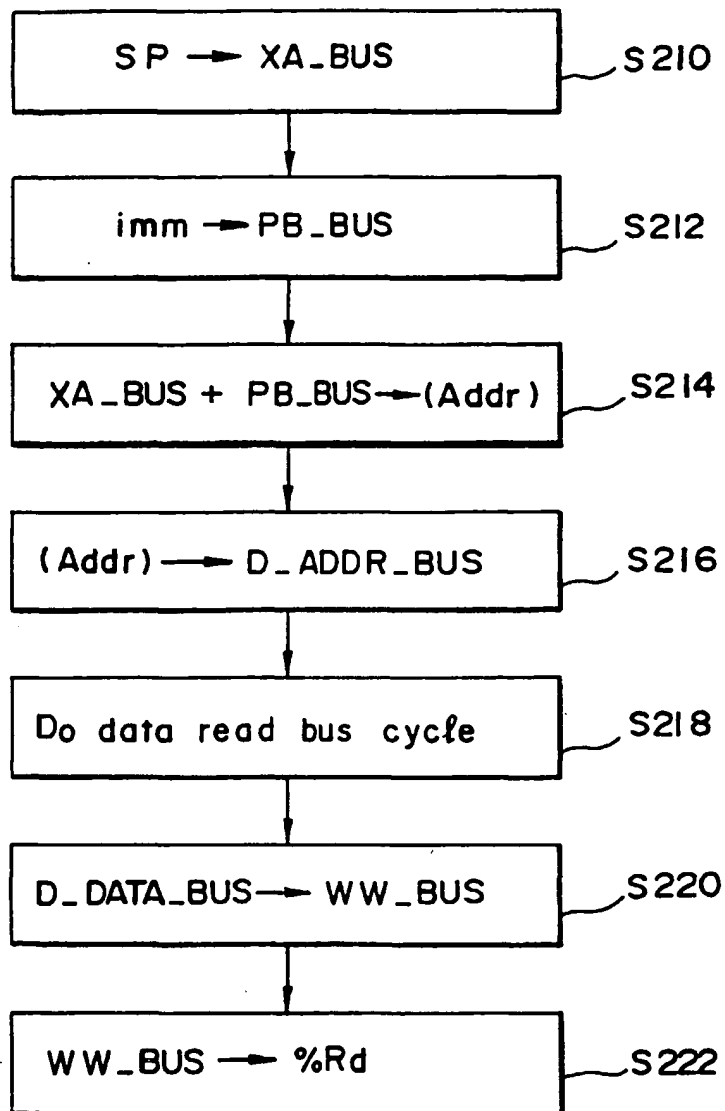 SP → XA_BUS S210
imm → PB_BUS S212
XA_BUS + PB_BUS → (Addr) S214
(Addr) → D_ADDR_BUS S216
Do data read bus cycle S218
D_DATA_BUS → WW_BUS S220
WW_BUS → %Rd S222